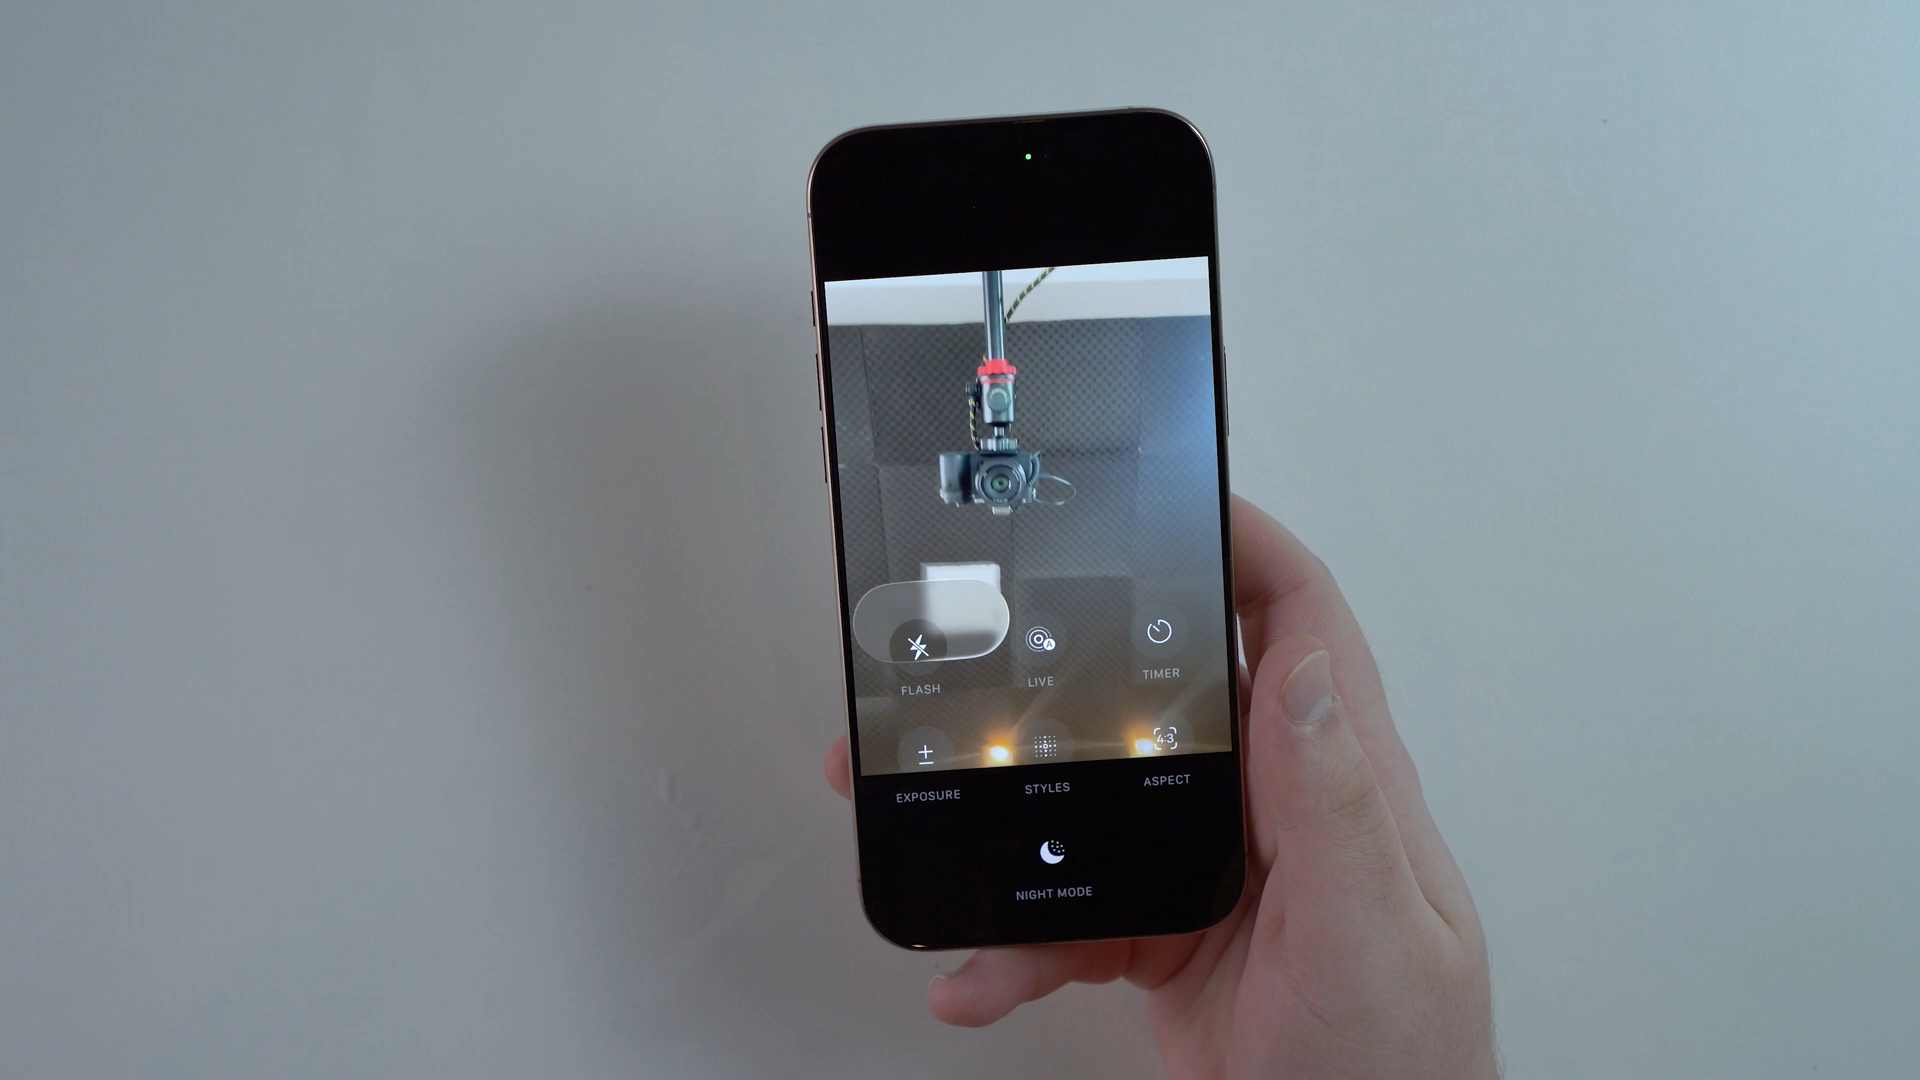 FLASH
LIVE
A
TIMER
4:3
EXPOSURE
STYLES
ASPECT
NIGHT MODE